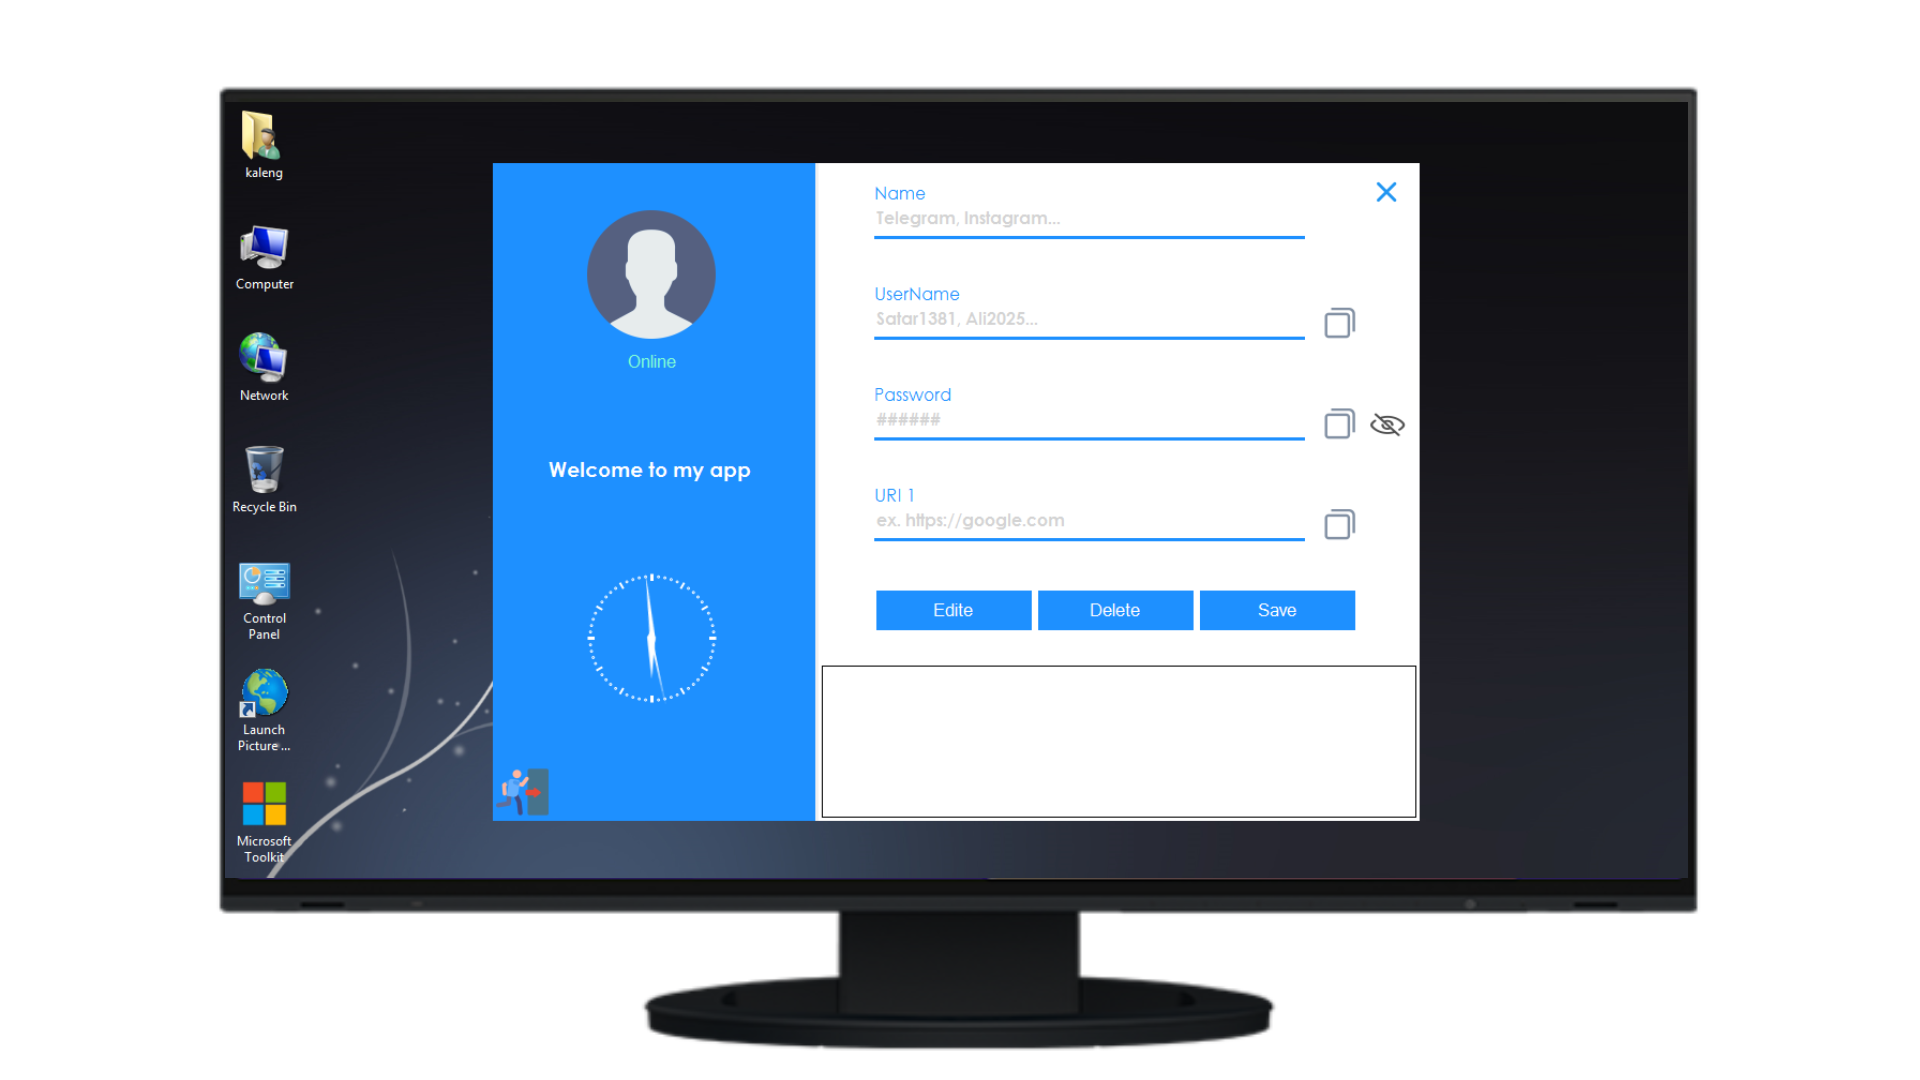 kaleng
Computer
Network
Recycle Bin
Control
Panel
Launch
Picture ...
Microsoft
Toolkit
Online
Welcome to my app
Name
Telegram, Instagram...
UserName
Satar1381, Ali2025...
Password
######
URI 1
ex. https://google.com
Edite
Delete
Save